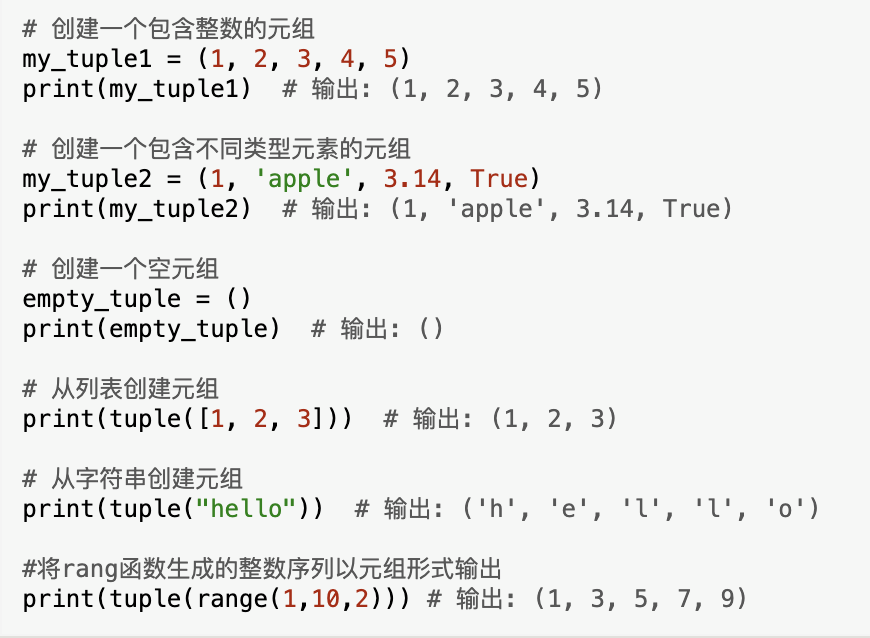 # 创建一个包含整数的元组
my_tuple1 = (1, 2, 3, 4, 5)
print(my_tuple1)  # 输出: (1, 2, 3, 4, 5)
# 创建一个包含不同类型元素的元组
my_tuple2 = (1, 'apple', 3.14, True)
print(my_tuple2)  # 输出: (1, 'apple', 3.14, True)
# 创建一个空元组
empty_tuple = ()
print(empty_tuple)  # 输出: ()
# 从列表创建元组
print(tuple([1, 2, 3]))  # 输出: (1, 2, 3)
# 从字符串创建元组
print(tuple("hello"))  # 输出: ('h', 'e', 'l', 'l', 'o')
#将rang函数生成的整数序列以元组形式输出
print(tuple(range(1,10,2))) # 输出: (1, 3, 5, 7, 9)